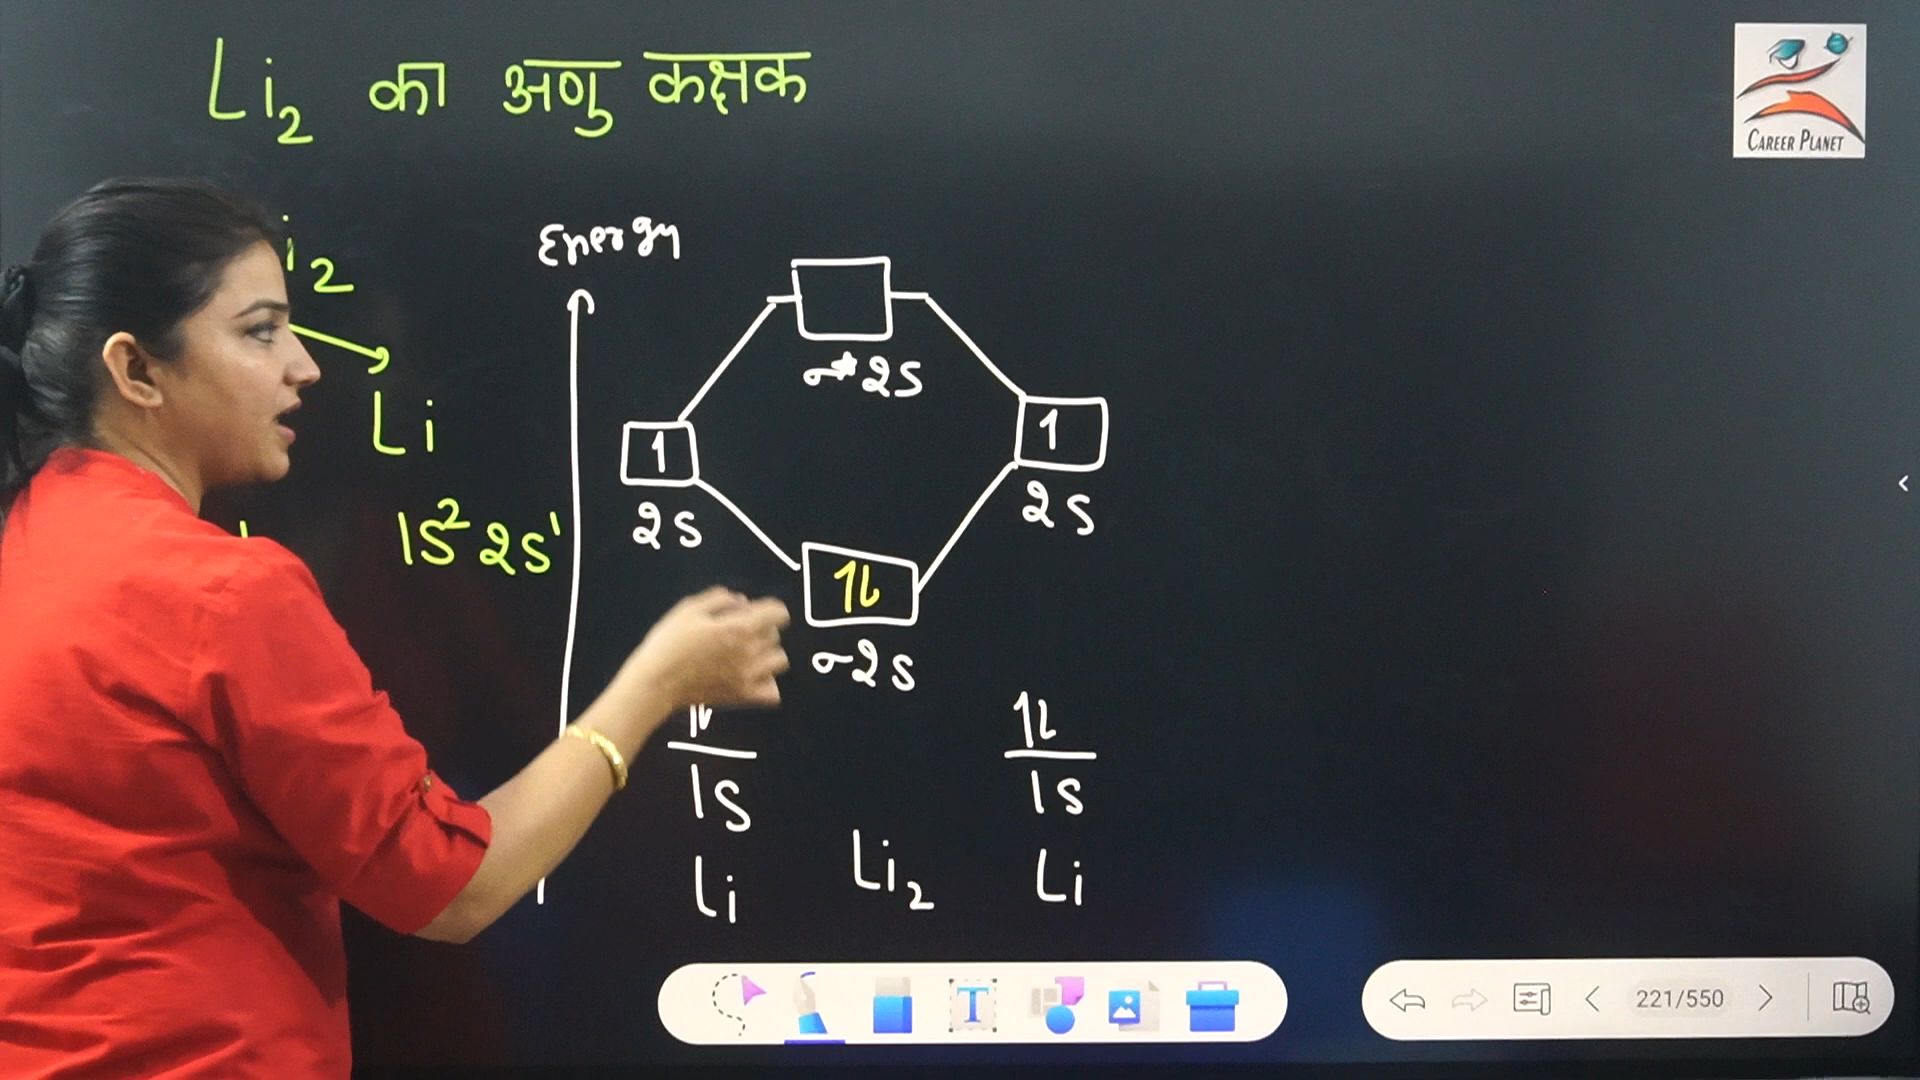 Li₂ का अणु कक्षक
CAREER PLANET
Energy
i₂
σ*2s
Li
1
1
1s² 2s¹
2s
2s
1l
σ2s
1l
1s
1s
Li
Li₂
Li
T
221/550